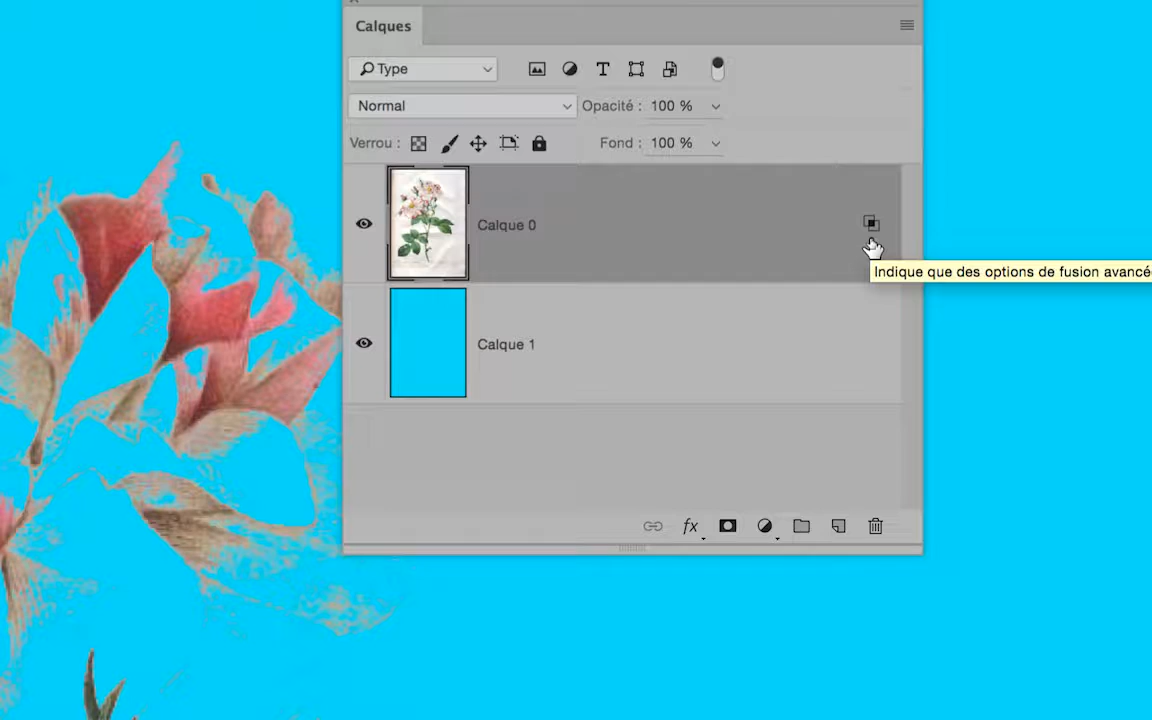 Calques
Type
Normal Opacité : 100 %
Verrou : Fond : 100 %
Calque 0
Indique que des options de fusion avancé
Calque 1
fx